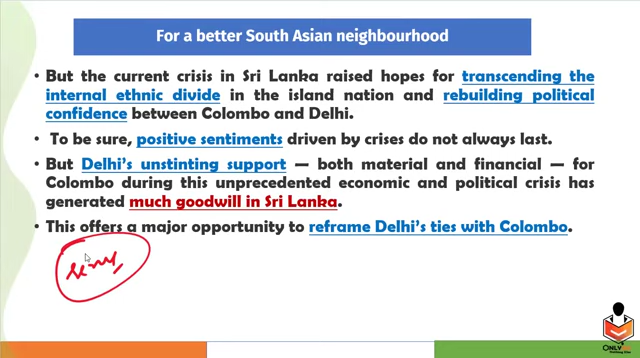 For a better South Asian neighbourhood
• But the current crisis in Sri Lanka raised hopes for transcending the
internal ethnic divide in the island nation and rebuilding political
confidence between Colombo and Delhi.
• To be sure, positive sentiments driven by crises do not always last.
• But Delhi's unstinting support — both material and financial — for
Colombo during this unprecedented economic and political crisis has
generated much goodwill in Sri Lanka.
• This offers a major opportunity to reframe Delhi's ties with Colombo.
ONLY